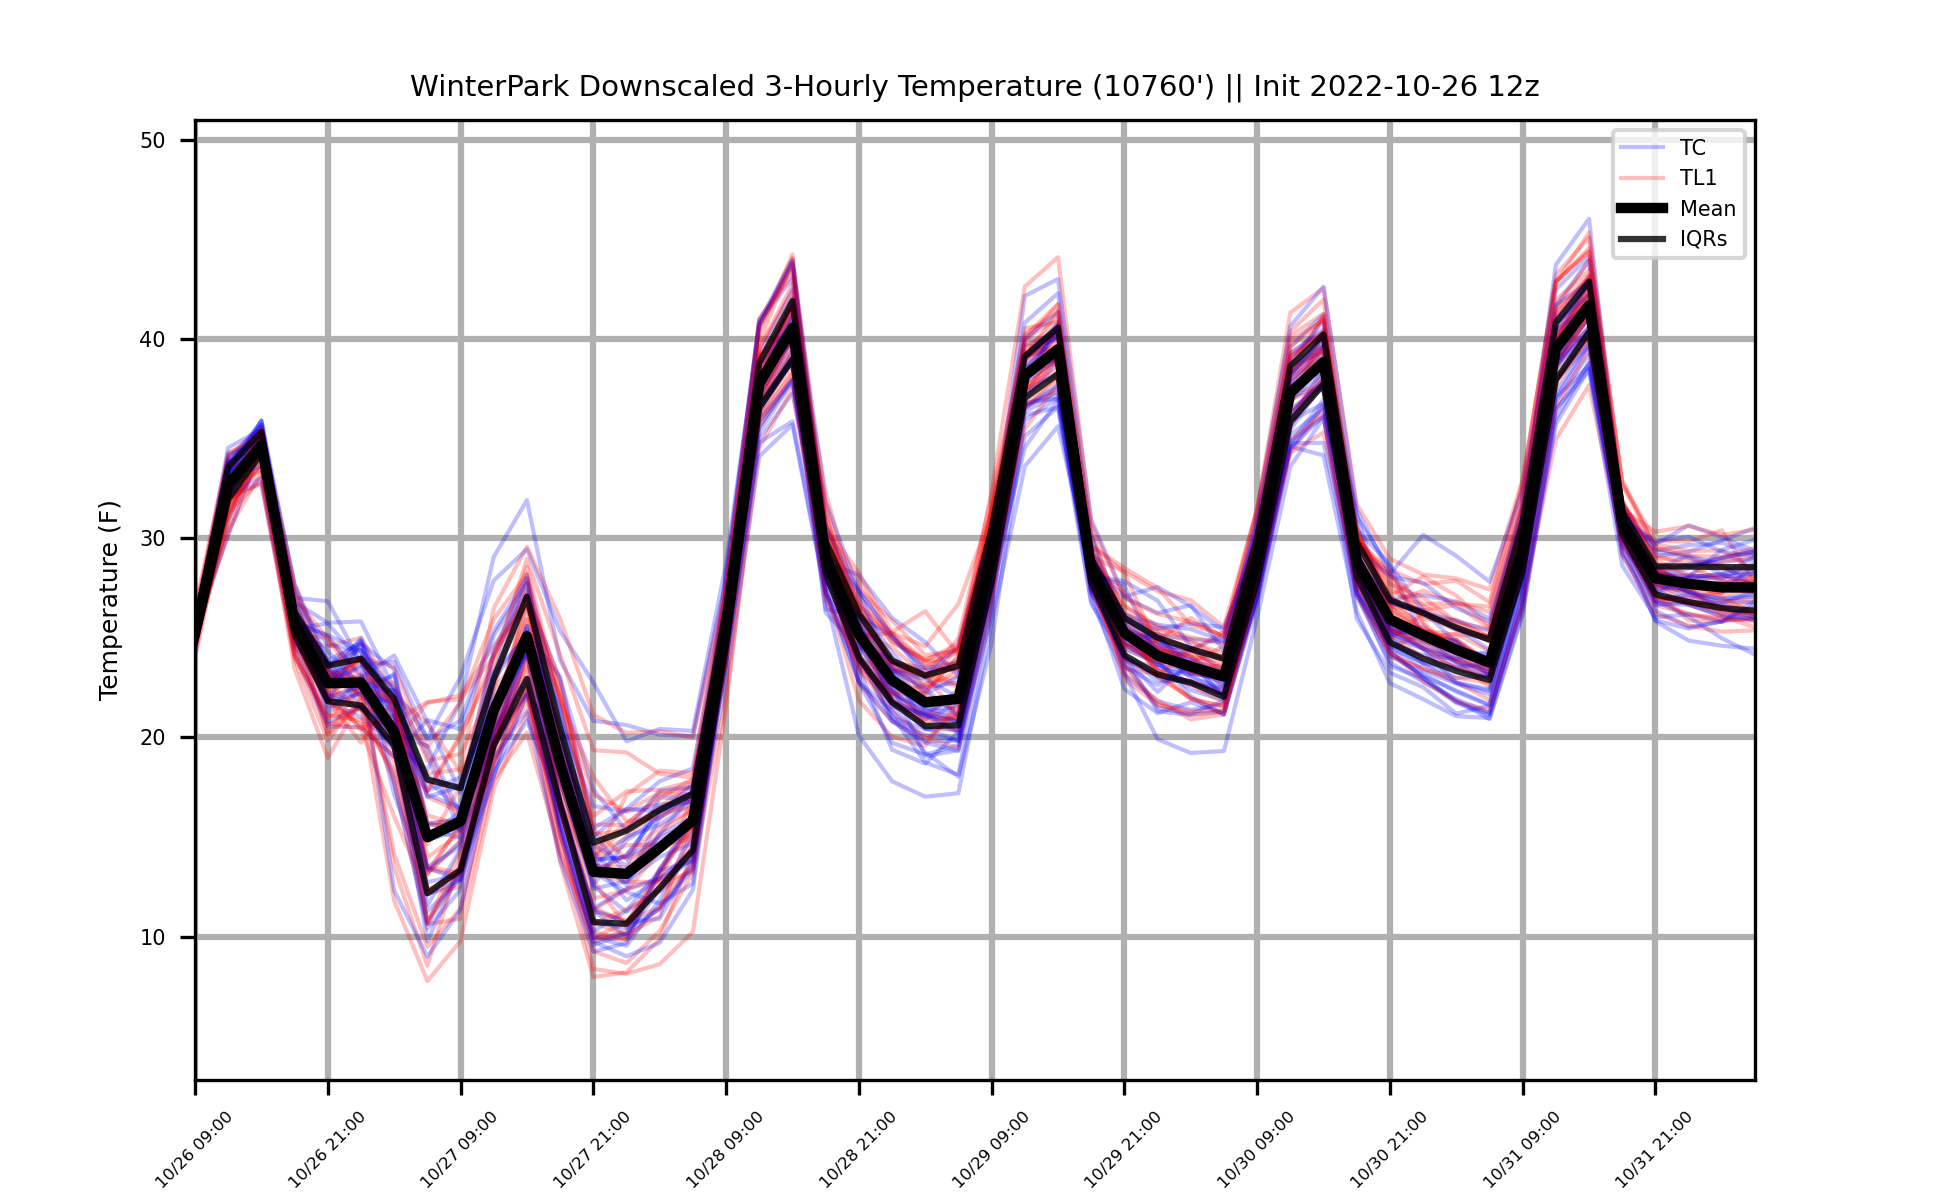 WinterPark Downscaled 3-Hourly Temperature (10760') || Init 2022-10-26 12z
TC
TL1
Mean
IQRs
Temperature (F)
50
40
30
20
10
10/26 09:00
10/26 21:00
10/27 09:00
10/27 21:00
10/28 09:00
10/28 21:00
10/29 09:00
10/29 21:00
10/30 09:00
10/30 21:00
10/31 09:00
10/31 21:00